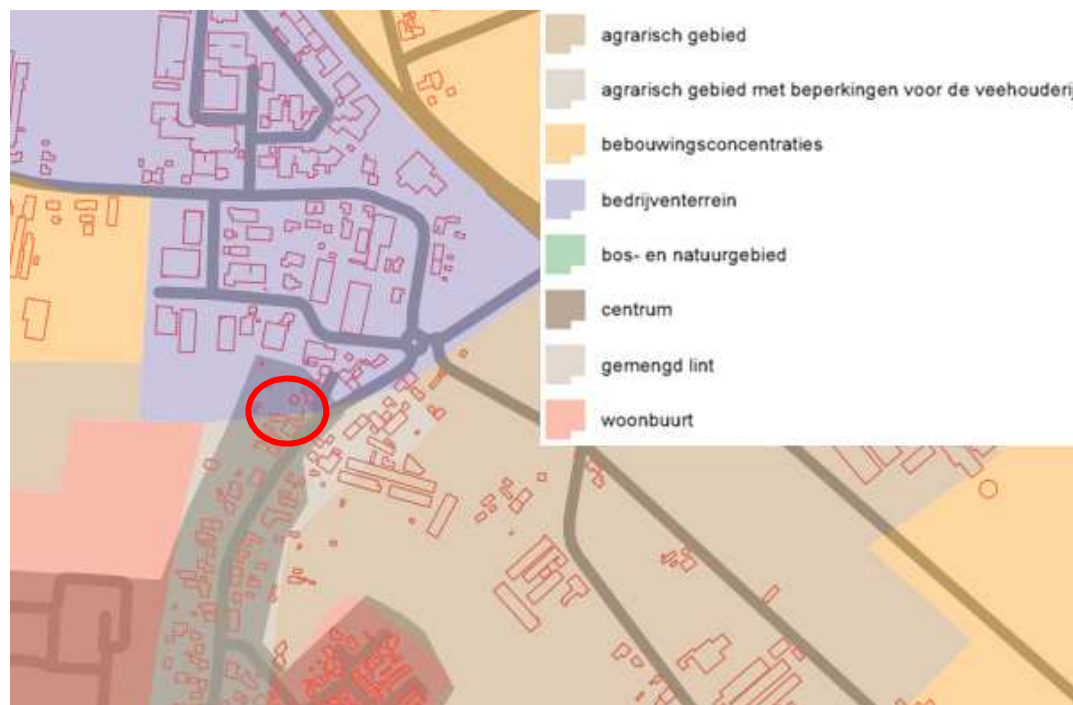 agrarisch gebied
agrarisch gebied met beperkingen voor de veehouderij
bebouwingsconcentraties
bedrijventerrein
bos- en natuurgebied
centrum
gemengd lint
woonbuurt